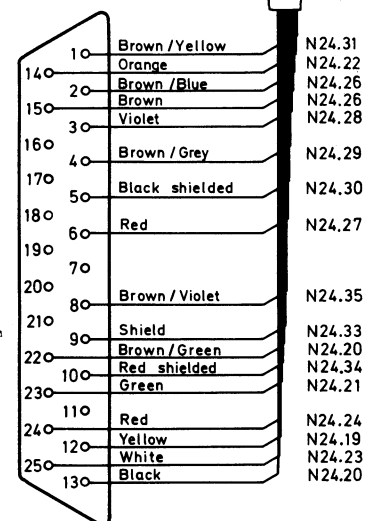 1 Brown/Yellow N24.31
14 Orange N24.22
2 Brown/Blue N24.26
15 Brown N24.26
3 Violet N24.28
16
4 Brown/Grey N24.29
17
5 Black shielded N24.30
18
6 Red N24.27
19
7
20
8 Brown/Violet N24.35
21
9 Shield N24.33
22 Brown/Green N24.20
10 Red shielded N24.34
23 Green N24.21
11
24 Red N24.24
12 Yellow N24.19
25 White N24.23
13 Black N24.20